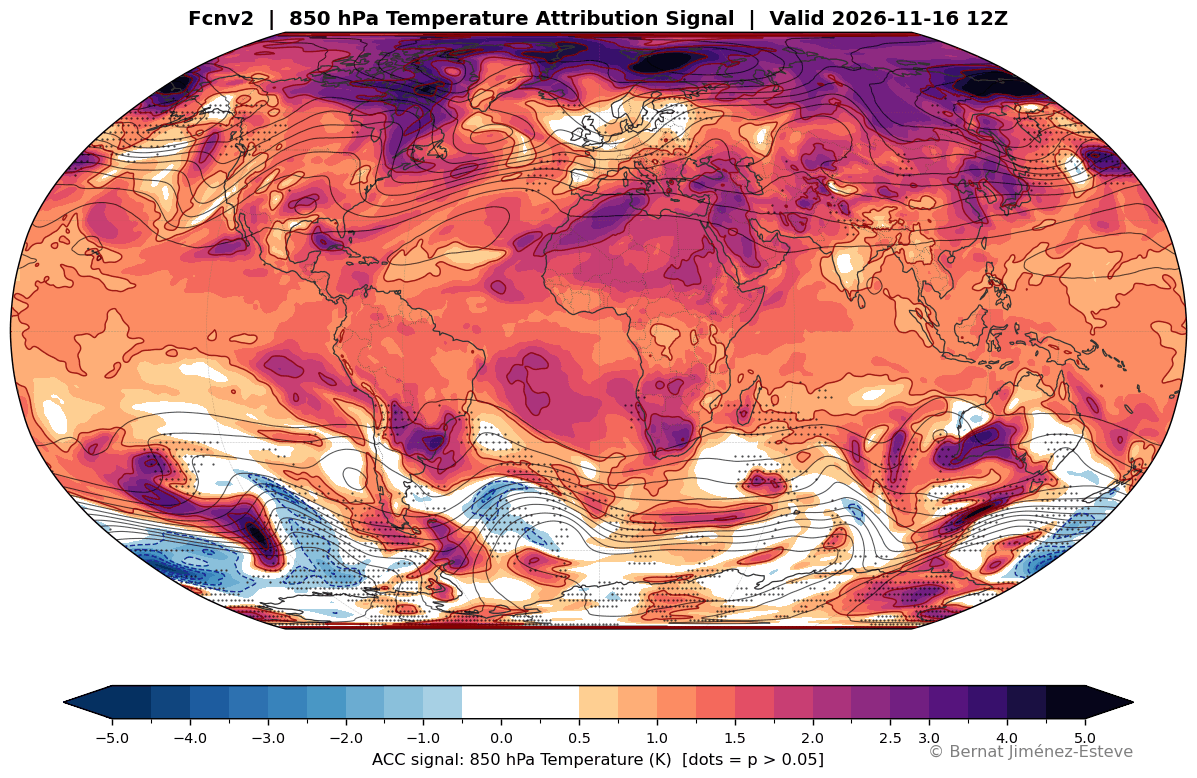 Fcnv2  |  850 hPa Temperature Attribution Signal  |  Valid 2026-11-16 12Z
−5.0 −4.0 −3.0 −2.0 −1.0 0.0 0.5 1.0 1.5 2.0 2.5 3.0 4.0 5.0
ACC signal: 850 hPa Temperature (K)  [dots = p > 0.05]
© Bernat Jiménez-Esteve